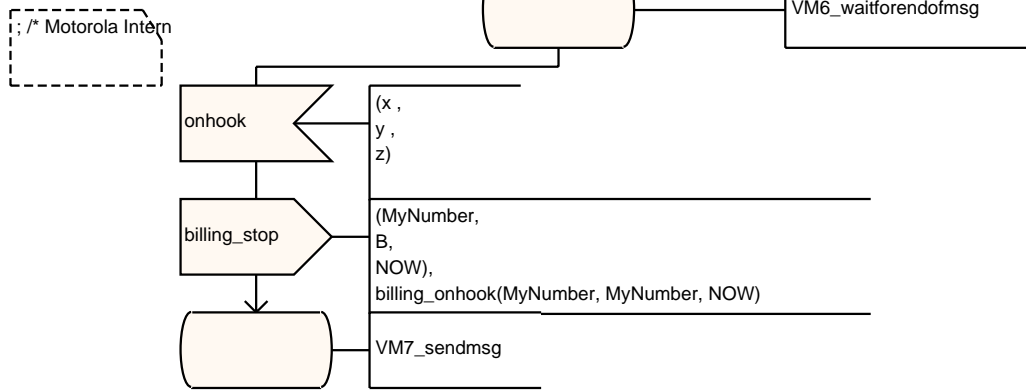 ; /* Motorola Intern
VM6_waitforendofmsg
onhook
(x ,
y ,
z)
billing_stop
(MyNumber,
B,
NOW),
billing_onhook(MyNumber, MyNumber, NOW)
VM7_sendmsg